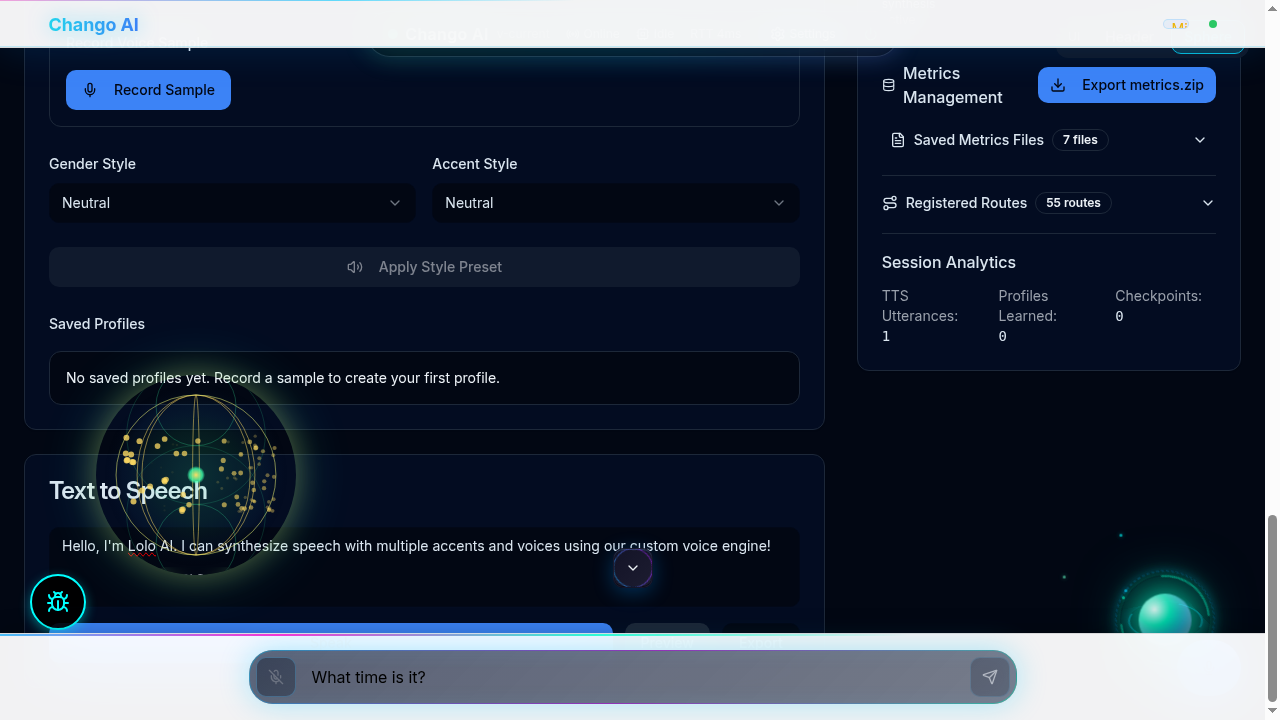 Chango AI
Record Sample
Gender Style
Accent Style
Neutral
Neutral
Apply Style Preset
Saved Profiles
No saved profiles yet. Record a sample to create your first profile.
Text to Speech
Hello, I'm Lolo AI. I can synthesize speech with multiple accents and voices using our custom voice engine!
Metrics
Management
Export metrics.zip
Saved Metrics Files
7 files
Registered Routes
55 routes
Session Analytics
TTS
Utterances:
1
Profiles
Learned:
0
Checkpoints:
0
What time is it?